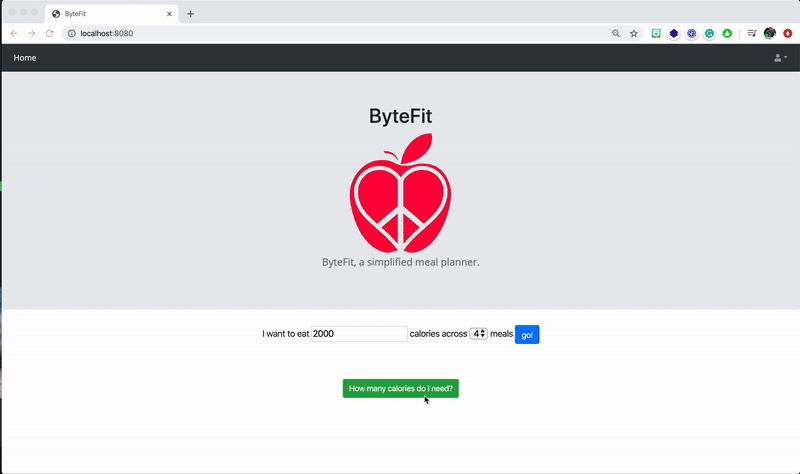 ByteFit
localhost:8080
Home
ByteFit
ByteFit, a simplified meal planner.
I want to eat 2000 calories across 4 meals go!
How many calories do I need?